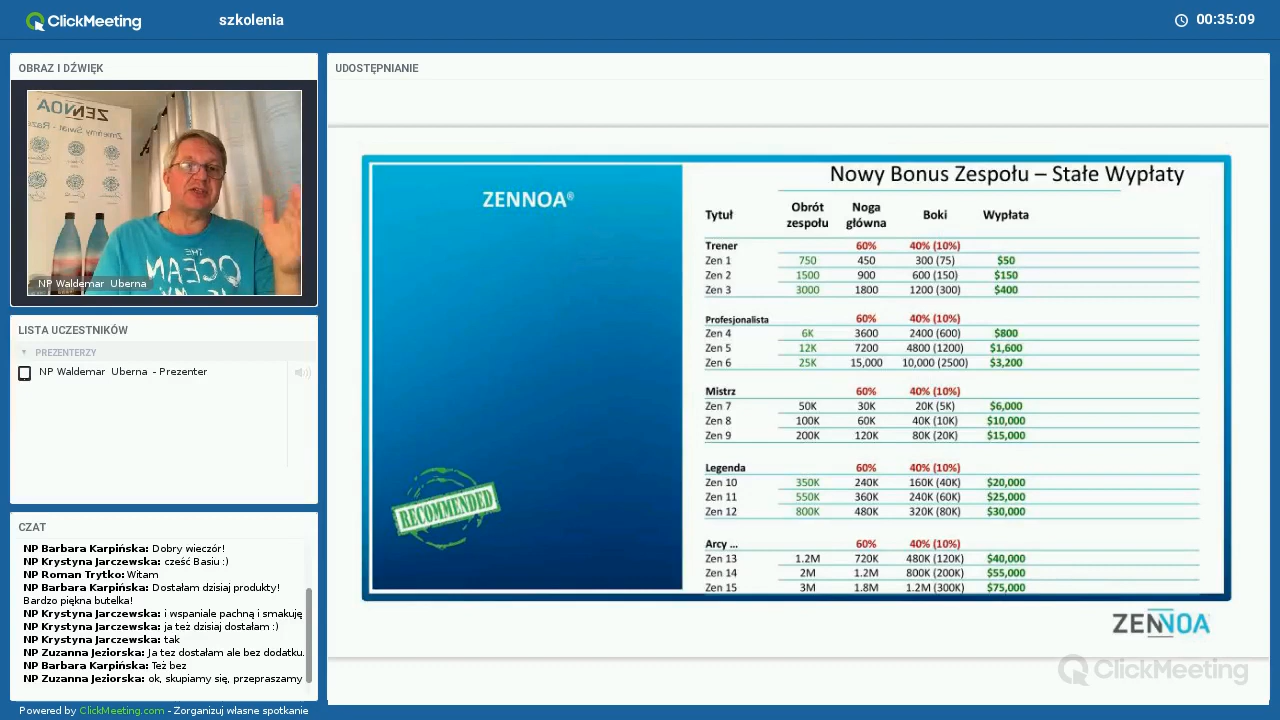 ClickMeeting
szkolenia
00:35:09
OBRAZ I DŹWIĘK
ZENNOA
Zmieńmy Świat - Raze
THE
OCEAN
NP Waldemar Uberna
LISTA UCZESTNIKÓW
PREZENTERZY
NP Waldemar Uberna - Prezenter
CZAT
NP Barbara Karpińska: Dobry wieczór!
NP Krystyna Jarczewska: cześć Basiu :)
NP Roman Trytko: Witam
NP Barbara Karpińska: Dostałam dzisiaj produkty!
Bardzo piękna butelka!
NP Krystyna Jarczewska: i wspaniale pachną i smakuję
NP Krystyna Jarczewska: ja też dzisiaj dostałam :)
NP Krystyna Jarczewska: tak
NP Zuzanna Jeziorska: Ja tez dostałam ale bez dodatku.
NP Barbara Karpińska: Też bez
NP Zuzanna Jeziorska: ok, skupiamy się, przepraszamy
Powered by ClickMeeting.com - Zorganizuj własne spotkanie
UDOSTĘPNIANIE
ZENNOA®
RECOMMENDED
Nowy Bonus Zespołu – Stałe Wypłaty
Tytuł Obrót zespołu Noga główna Boki Wypłata
Trener 60% 40% (10%)
Zen 1 750 450 300 (75) $50
Zen 2 1500 900 600 (150) $150
Zen 3 3000 1800 1200 (300) $400
Profesjonalista 60% 40% (10%)
Zen 4 6K 3600 2400 (600) $800
Zen 5 12K 7200 4800 (1200) $1,600
Zen 6 25K 15,000 10,000 (2500) $3,200
Mistrz 60% 40% (10%)
Zen 7 50K 30K 20K (5K) $6,000
Zen 8 100K 60K 40K (10K) $10,000
Zen 9 200K 120K 80K (20K) $15,000
Legenda 60% 40% (10%)
Zen 10 350K 240K 160K (40K) $20,000
Zen 11 550K 360K 240K (60K) $25,000
Zen 12 800K 480K 320K (80K) $30,000
Arcy ... 60% 40% (10%)
Zen 13 1.2M 720K 480K (120K) $40,000
Zen 14 2M 1.2M 800K (200K) $55,000
Zen 15 3M 1.8M 1.2M (300K) $75,000
ZENNOA
ClickMeeting